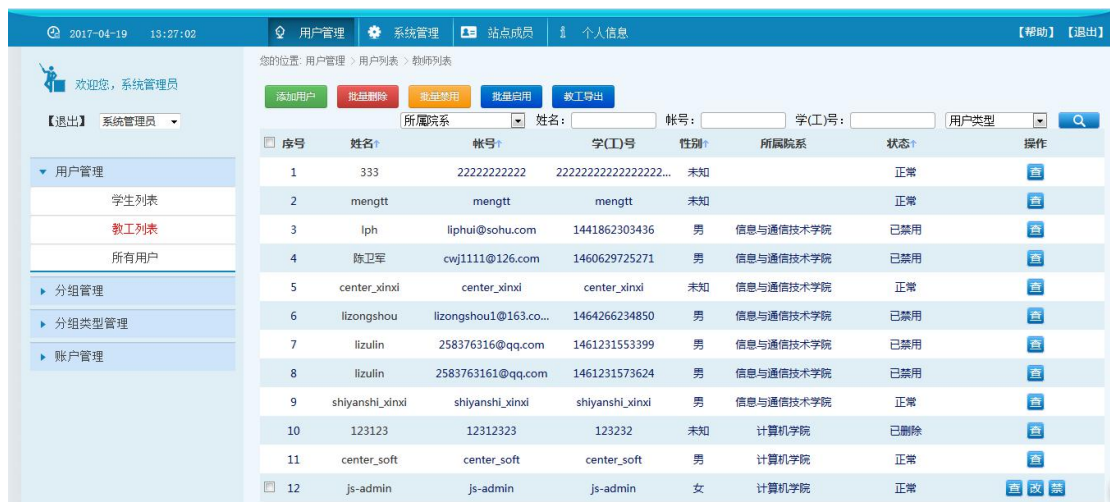 2017-04-19 13:27:02 用户管理 系统管理 站点成员 个人信息 【帮助】 【退出】
您的位置: 用户管理 > 用户列表 > 教师列表
欢迎您，系统管理员
添加用户 批量删除 批量禁用 批量启用 教工导出
【退出】 系统管理员
所属院系 姓名: 帐号: 学(工)号: 用户类型
序号 姓名↑ 帐号↑ 学(工)号 性别↑ 所属院系 状态↑ 操作
用户管理
学生列表
教工列表
所有用户
分组管理
分组类型管理
账户管理
1 333 22222222222 22222222222222222... 未知 正常 查
2 mengtt mengtt mengtt 未知 正常 查
3 lph liphui@sohu.com 1441862303436 男 信息与通信技术学院 已禁用 查
4 陈卫军 cwj1111@126.com 1460629725271 男 信息与通信技术学院 已禁用 查
5 center_xinxi center_xinxi center_xinxi 未知 信息与通信技术学院 正常 查
6 lizongshou lizongshou1@163.co... 1464266234850 男 信息与通信技术学院 已禁用 查
7 lizulin 258376316@qq.com 1461231553399 男 信息与通信技术学院 已禁用 查
8 lizulin 2583763161@qq.com 1461231573624 男 信息与通信技术学院 已禁用 查
9 shiyanshi_xinxi shiyanshi_xinxi shiyanshi_xinxi 男 信息与通信技术学院 正常 查
10 123123 12312323 123232 未知 计算机学院 已删除 查
11 center_soft center_soft center_soft 男 计算机学院 正常 查
12 js-admin js-admin js-admin 女 计算机学院 正常 查 改 禁